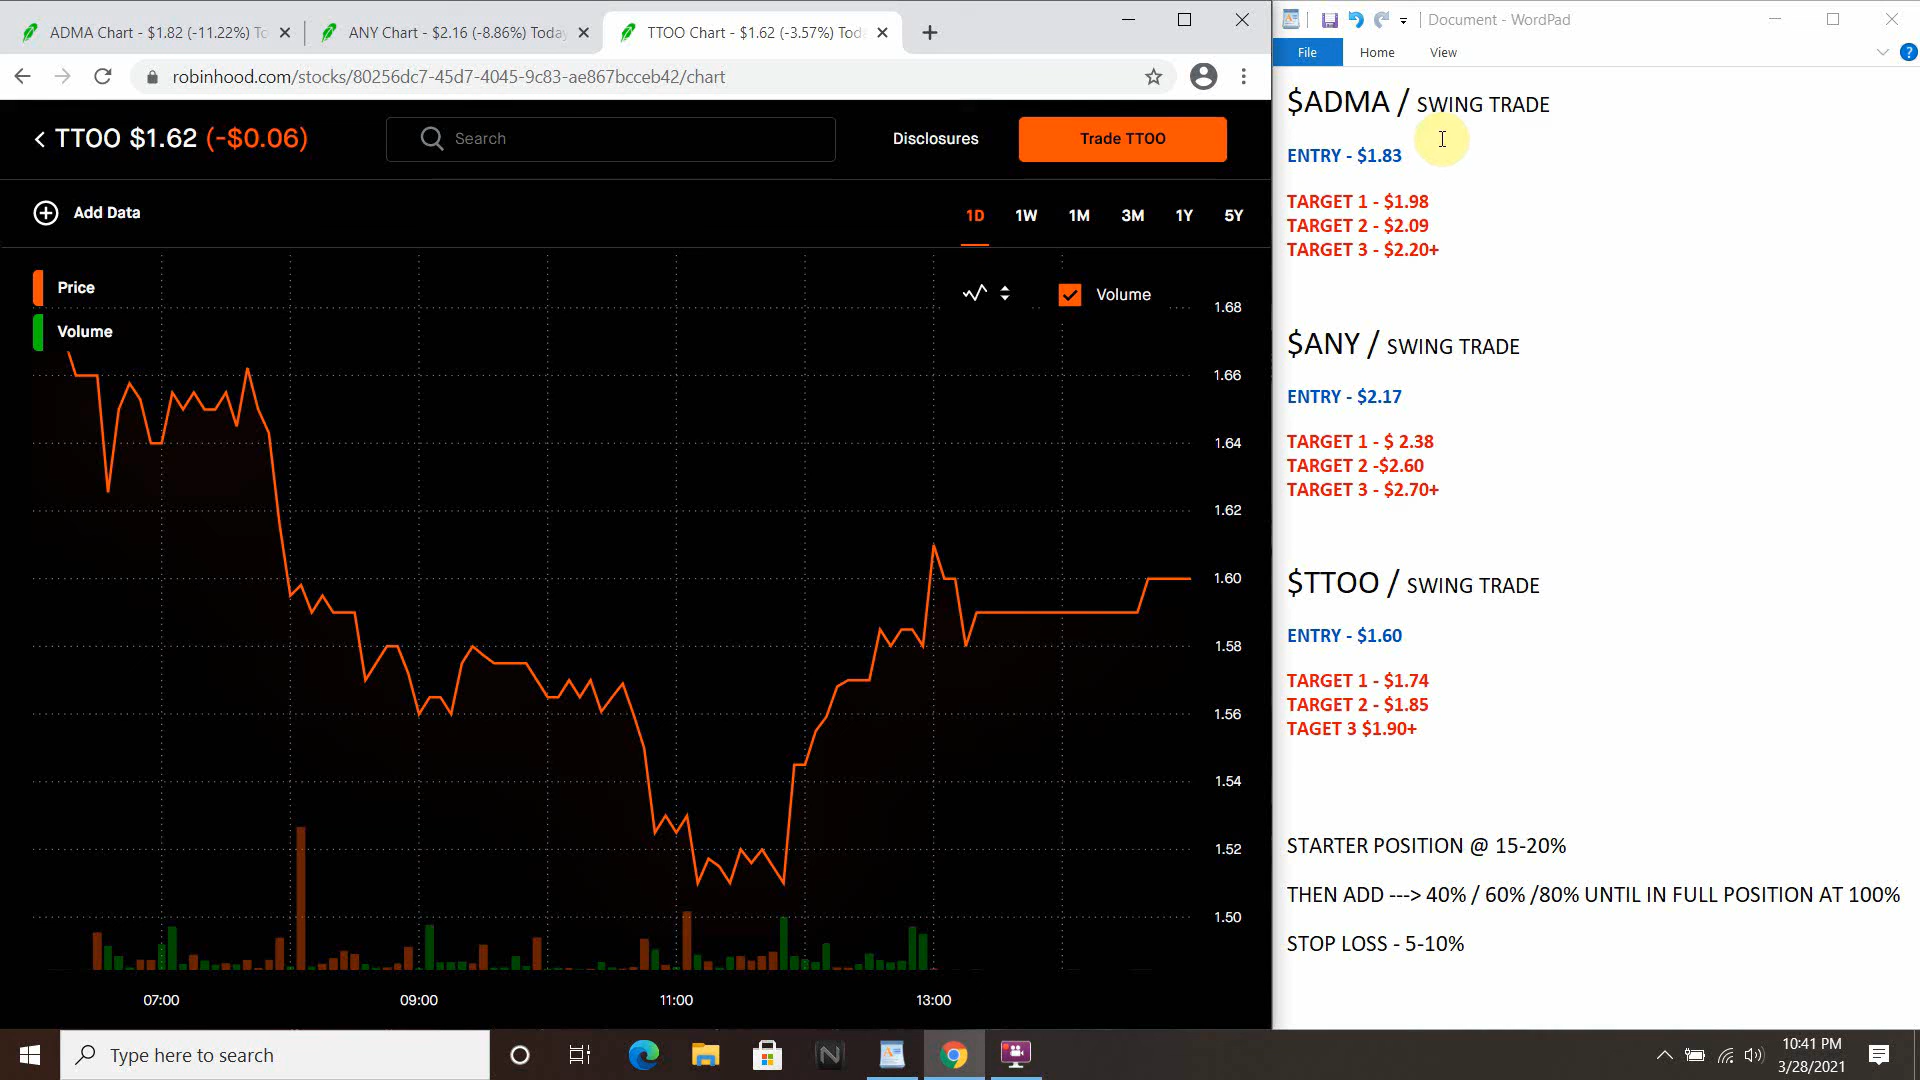 ADMA Chart - $1.82 (-11.22%) To
ANY Chart - $2.16 (-8.86%) Today
TTOO Chart - $1.62 (-3.57%) Tod
robinhood.com/stocks/80256dc7-45d7-4045-9c83-ae867bcceb42/chart
TTOO $1.62 (-$0.06)
Search
Disclosures
Trade TTOO
Add Data
1D 1W 1M 3M 1Y 5Y
Price
Volume
Volume
1.68
1.66
1.64
1.62
1.60
1.58
1.56
1.54
1.52
1.50
07:00 09:00 11:00 13:00
Document - WordPad
File Home View
$ADMA / SWING TRADE
ENTRY - $1.83
TARGET 1 - $1.98
TARGET 2 - $2.09
TARGET 3 - $2.20+
$ANY / SWING TRADE
ENTRY - $2.17
TARGET 1 - $ 2.38
TARGET 2 -$2.60
TARGET 3 - $2.70+
$TTOO / SWING TRADE
ENTRY - $1.60
TARGET 1 - $1.74
TARGET 2 - $1.85
TAGET 3 $1.90+
STARTER POSITION @ 15-20%
THEN ADD ---> 40% / 60% /80% UNTIL IN FULL POSITION AT 100%
STOP LOSS - 5-10%
Type here to search
10:41 PM
3/28/2021